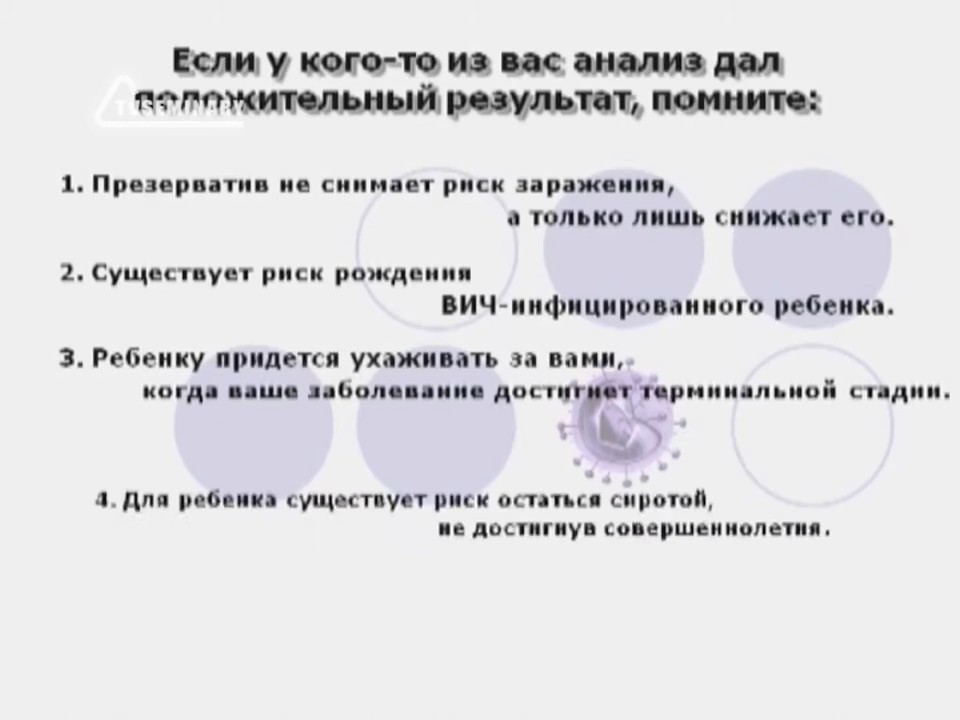 Если у кого-то из вас анализ дал
положительный результат, помните:
TVSEMINARY
1. Презерватив не снимает риск заражения,
а только лишь снижает его.
2. Существует риск рождения
ВИЧ-инфицированного ребенка.
3. Ребенку придется ухаживать за вами,
когда ваше заболевание достигнет терминальной стадии.
4. Для ребенка существует риск остаться сиротой,
не достигнув совершеннолетия.